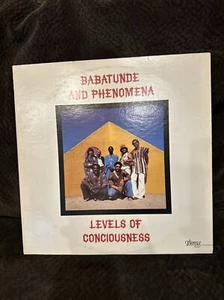 BABATUNDE
AND PHENOMENA
LEVELS OF
CONCIOUSNESS